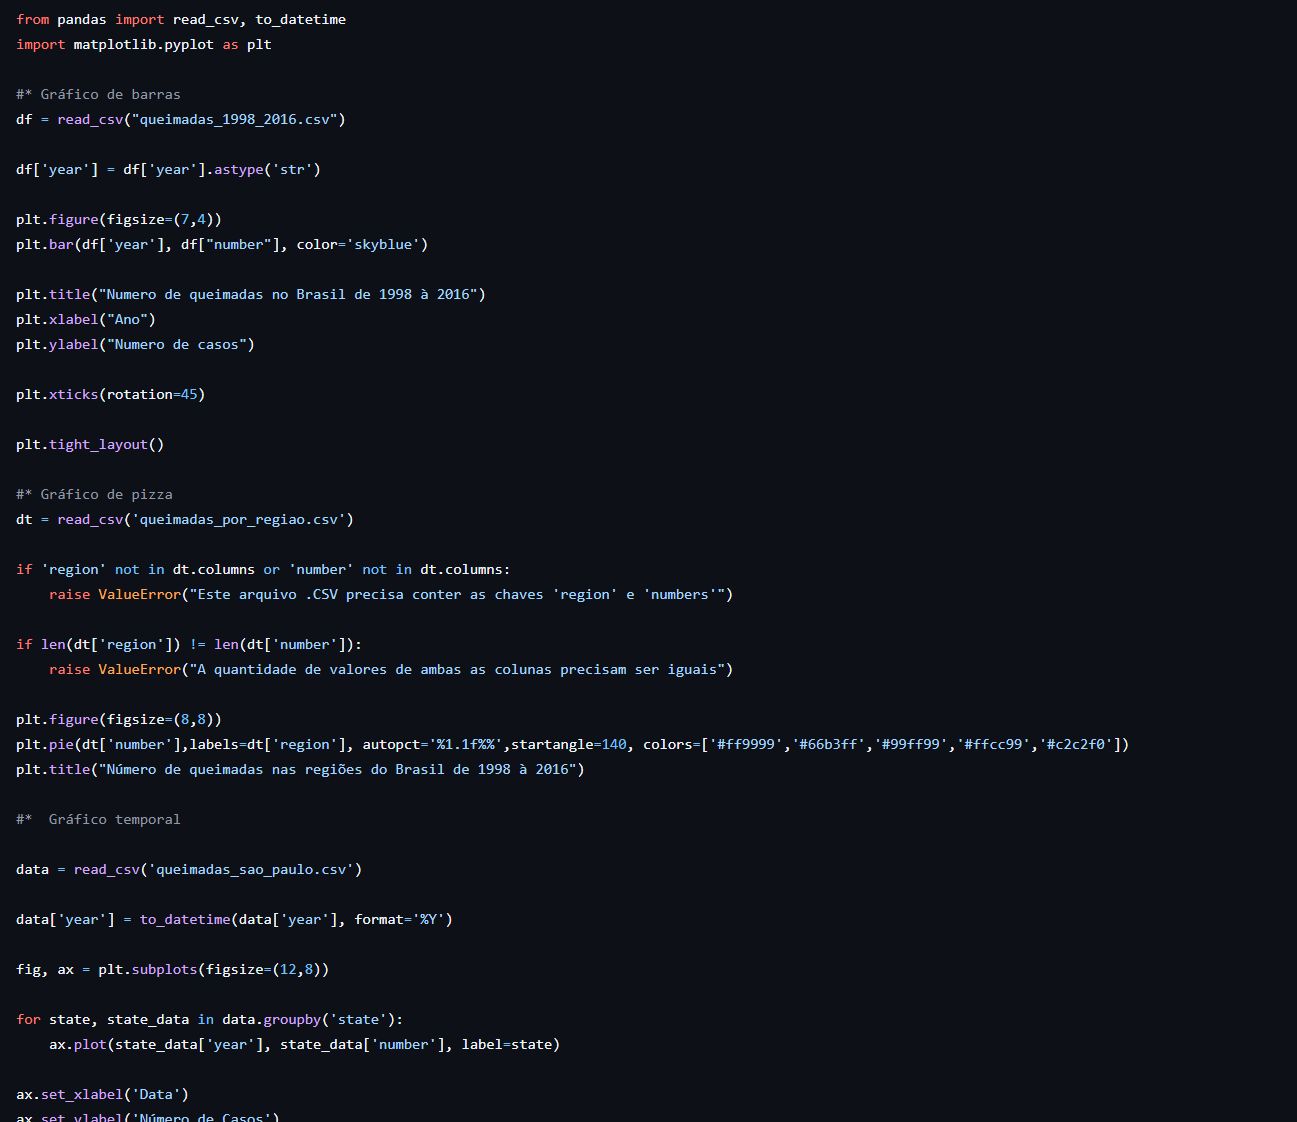 from pandas import read_csv, to_datetime
import matplotlib.pyplot as plt
#* Gráfico de barras
df = read_csv("queimadas_1998_2016.csv")
df['year'] = df['year'].astype('str')
plt.figure(figsize=(7,4))
plt.bar(df['year'], df["number"], color='skyblue')
plt.title("Numero de queimadas no Brasil de 1998 à 2016")
plt.xlabel("Ano")
plt.ylabel("Numero de casos")
plt.xticks(rotation=45)
plt.tight_layout()
#* Gráfico de pizza
dt = read_csv('queimadas_por_regiao.csv')
if 'region' not in dt.columns or 'number' not in dt.columns:
    raise ValueError("Este arquivo .CSV precisa conter as chaves 'region' e 'numbers'")
if len(dt['region']) != len(dt['number']):
    raise ValueError("A quantidade de valores de ambas as colunas precisam ser iguais")
plt.figure(figsize=(8,8))
plt.pie(dt['number'],labels=dt['region'], autopct='%1.1f%%',startangle=140, colors=['#ff9999','#66b3ff','#99ff99','#ffcc99','#c2c2f0'])
plt.title("Número de queimadas nas regiões do Brasil de 1998 à 2016")
#*  Gráfico temporal
data = read_csv('queimadas_sao_paulo.csv')
data['year'] = to_datetime(data['year'], format='%Y')
fig, ax = plt.subplots(figsize=(12,8))
for state, state_data in data.groupby('state'):
    ax.plot(state_data['year'], state_data['number'], label=state)
ax.set_xlabel('Data')
ax.set_ylabel('Número de Casos')